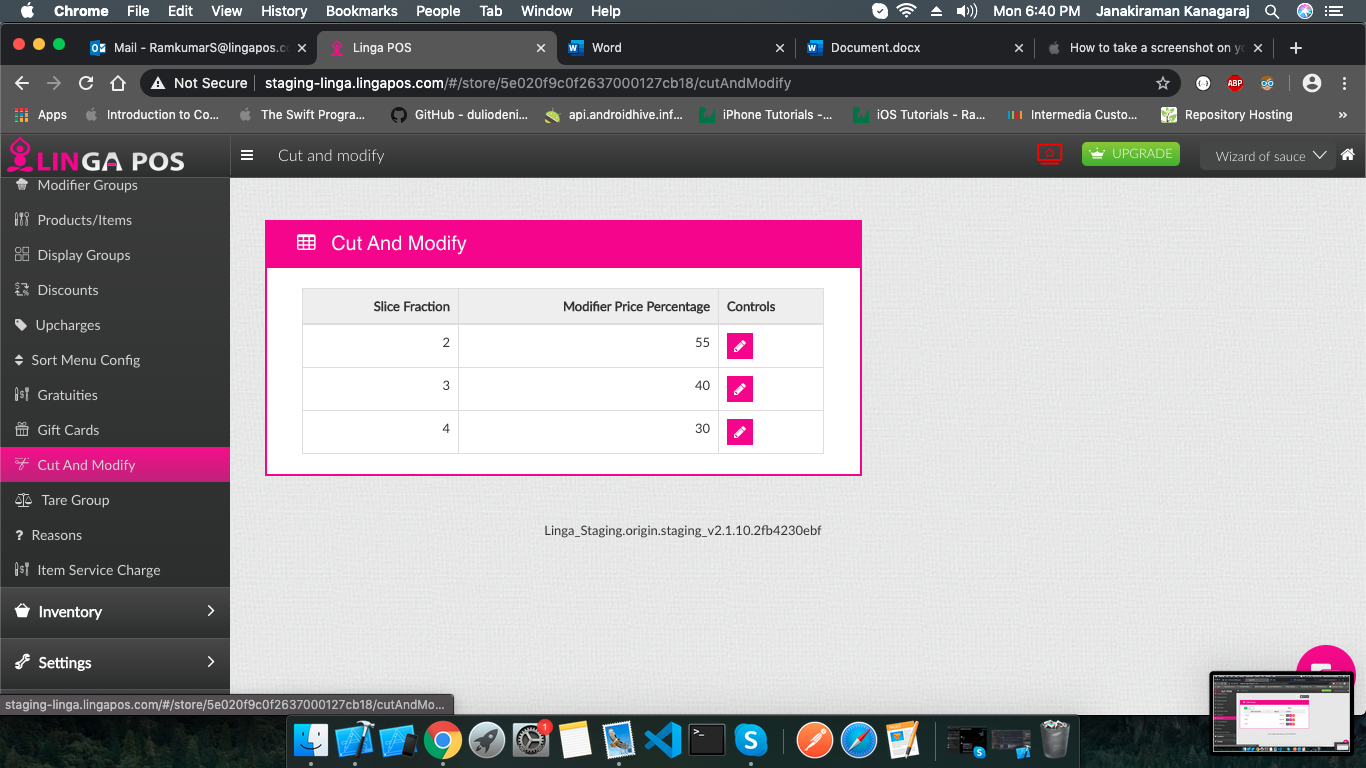 Chrome File Edit View History Bookmarks People Tab Window Help Mon 6:40 PM Janakiraman Kanagaraj
Mail - RamkumarS@lingapos.co Linga POS Word Document.docx How to take a screenshot on yo
Not Secure staging-linga.lingapos.com/#/store/5e020f9c0f2637000127cb18/cutAndModify ABP
Apps Introduction to Co... The Swift Progra... GitHub - duliodeni... api.androidhive.inf... iPhone Tutorials -... iOS Tutorials - Ra... Intermedia Custo... Repository Hosting »
LINGA POS Cut and modify UPGRADE Wizard of sauce
Modifier Groups
Products/Items
Display Groups
Discounts
Upcharges
Sort Menu Config
Gratuities
Gift Cards
Cut And Modify
Tare Group
Reasons
Item Service Charge
Inventory
Settings
Cut And Modify
Slice Fraction Modifier Price Percentage Controls
2 55
3 40
4 30
Linga_Staging.origin.staging_v2.1.10.2fb4230ebf
staging-linga.lingapos.com/#/store/5e020f9c0f2637000127cb18/cutAndMo...
1